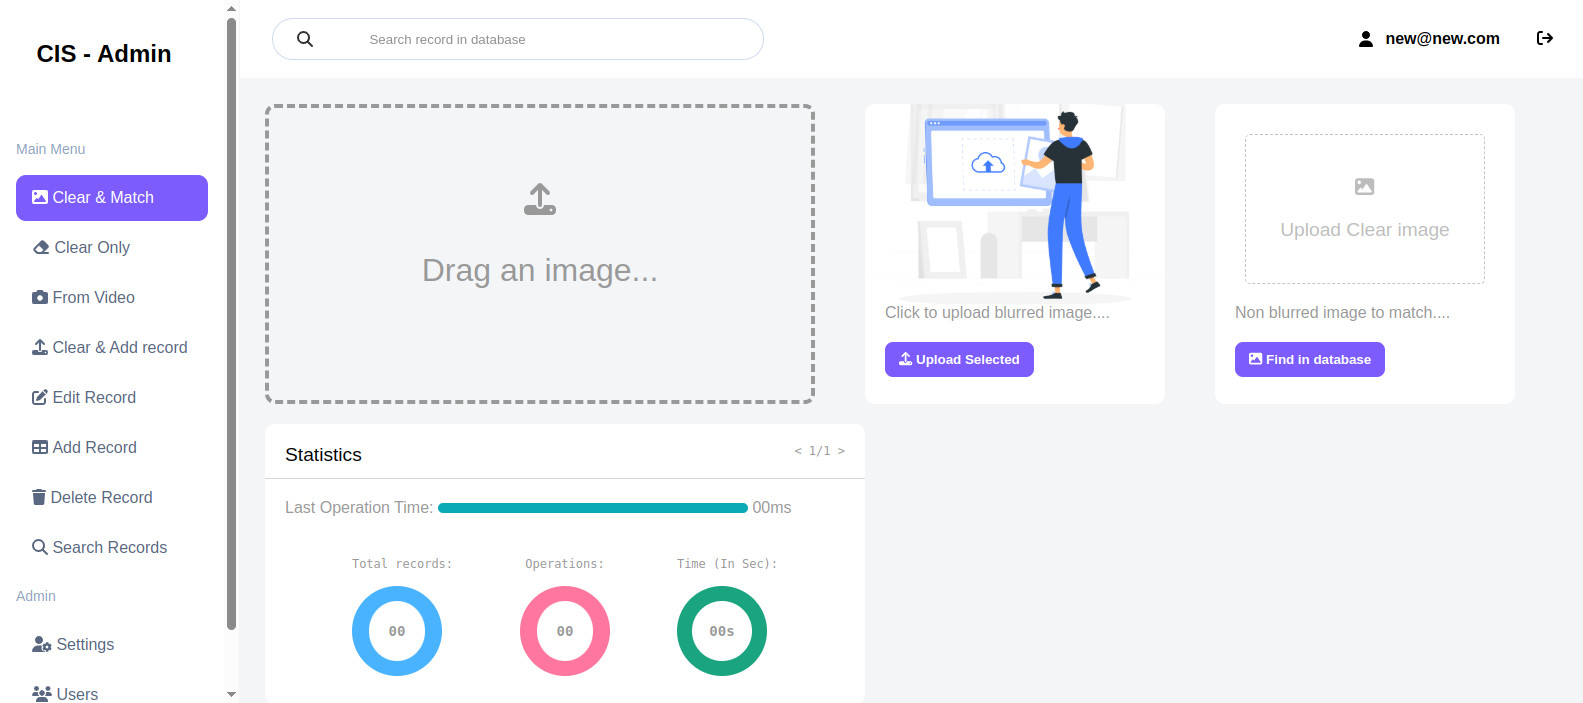 CIS - Admin
Search record in database
new@new.com
Main Menu
Clear & Match
Clear Only
From Video
Clear & Add record
Edit Record
Add Record
Delete Record
Search Records
Admin
Settings
Users
Drag an image...
Click to upload blurred image....
Upload Selected
Upload Clear image
Non blurred image to match....
Find in database
Statistics
< 1/1 >
Last Operation Time: 00ms
Total records: Operations: Time (In Sec):
00 00 00s